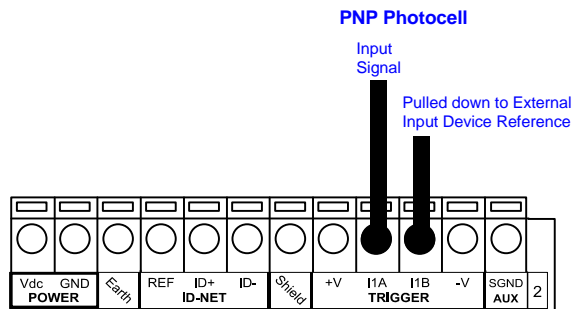 PNP Photocell
Input
Signal
Pulled down to External
Input Device Reference
Vdc GND Earth REF ID+ ID- Shield +V I1A I1B -V SGND 2
POWER ID-NET TRIGGER AUX